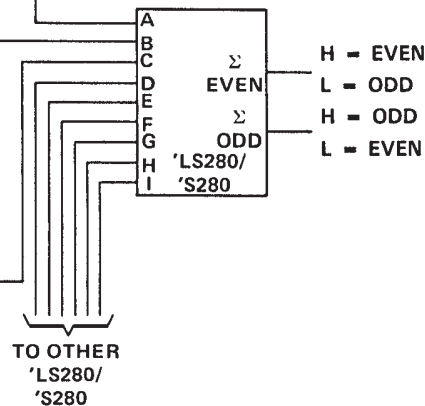 A
B
C
D
E
F
G
H
I
Σ
EVEN
Σ
ODD
'LS280/
'S280
H = EVEN
L = ODD
H = ODD
L = EVEN
TO OTHER
'LS280/
'S280